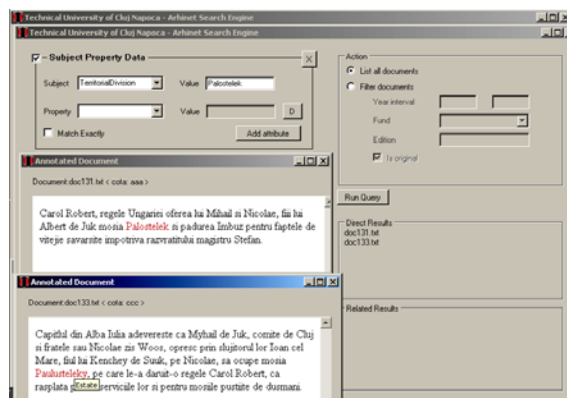 Technical University of Cluj Napoca - Arhinet Search Engine
Technical University of Cluj Napoca - Arhinet Search Engine
Subject Property Data
X
Subject TerritorialDivision Value Palostelek
Property Value D
Match Exactly Add attribute
Action
List all documents
Filter documents
Year interval
Fund
Edition
Is original
Run Query
Direct Results
doc131.txt
doc133.txt
Related Results
Annotated Document
Document:doc131.txt < cota: aaa >
Carol Robert, regele Ungariei oferea lui Mihail si Nicolae, fiii lui
Albert de Juk mosia Palostelek si padurea Imbuz pentru faptele de
vitejie savarsite impotriva razvratitului magistru Stefan.
Annotated Document
Document:doc133.txt < cota: ccc >
Capitlul din Alba Iulia adevereste ca Myhail de Juk, comite de Cluj
si fratele sau Nicolae zis Woos, opresc prin slujitorul lor Ioan cel
Mare, fiul lui Kenchey de Suuk, pe Nicolae, sa ocupe mosia
Paulusteleky, pe care le-a daruit-o regele Carol Robert, ca
rasplata Estate serviciile lor si pentru mosiile pustiite de dusmani.